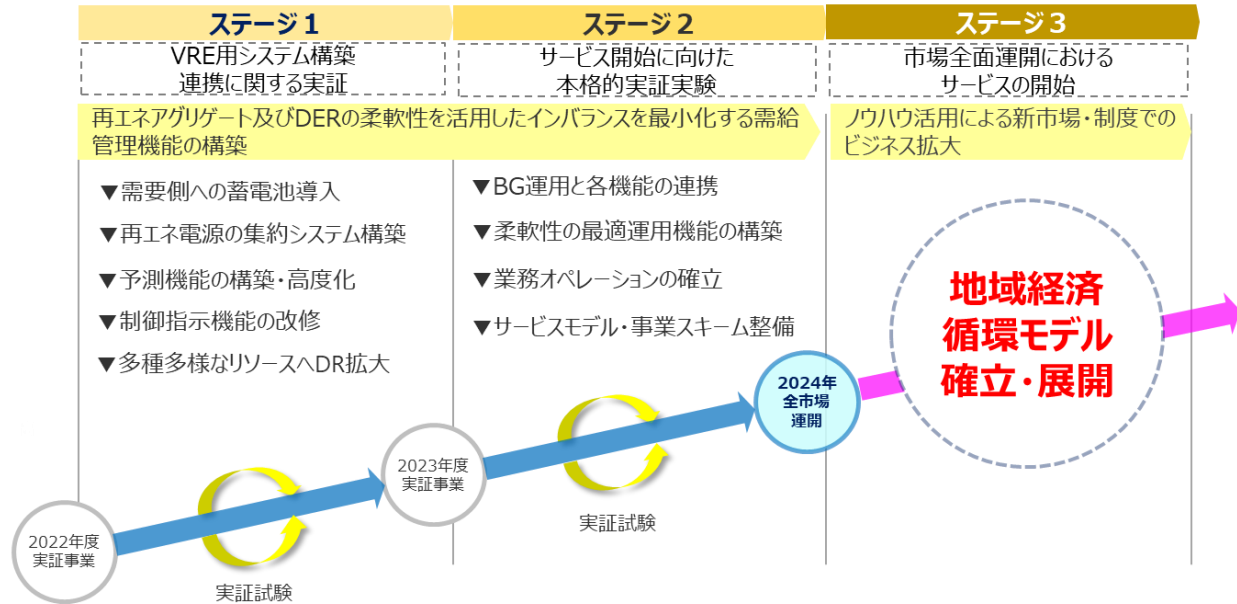 ステージ１
ステージ２
ステージ３
VRE用システム構築
連携に関する実証
サービス開始に向けた
本格的実証実験
市場全面運開における
サービスの開始
再エネアグリゲート及びDERの柔軟性を活用したインバランスを最小化する需給
管理機能の構築
ノウハウ活用による新市場・制度での
ビジネス拡大
▼需要側への蓄電池導入
▼再エネ電源の集約システム構築
▼予測機能の構築・高度化
▼制御指示機能の改修
▼多種多様なリソースへDR拡大
▼BG運用と各機能の連携
▼柔軟性の最適運用機能の構築
▼業務オペレーションの確立
▼サービスモデル・事業スキーム整備
地域経済
循環モデル
確立・展開
2024年
全市場
運開
2023年度
実証事業
実証試験
2022年度
実証事業
実証試験